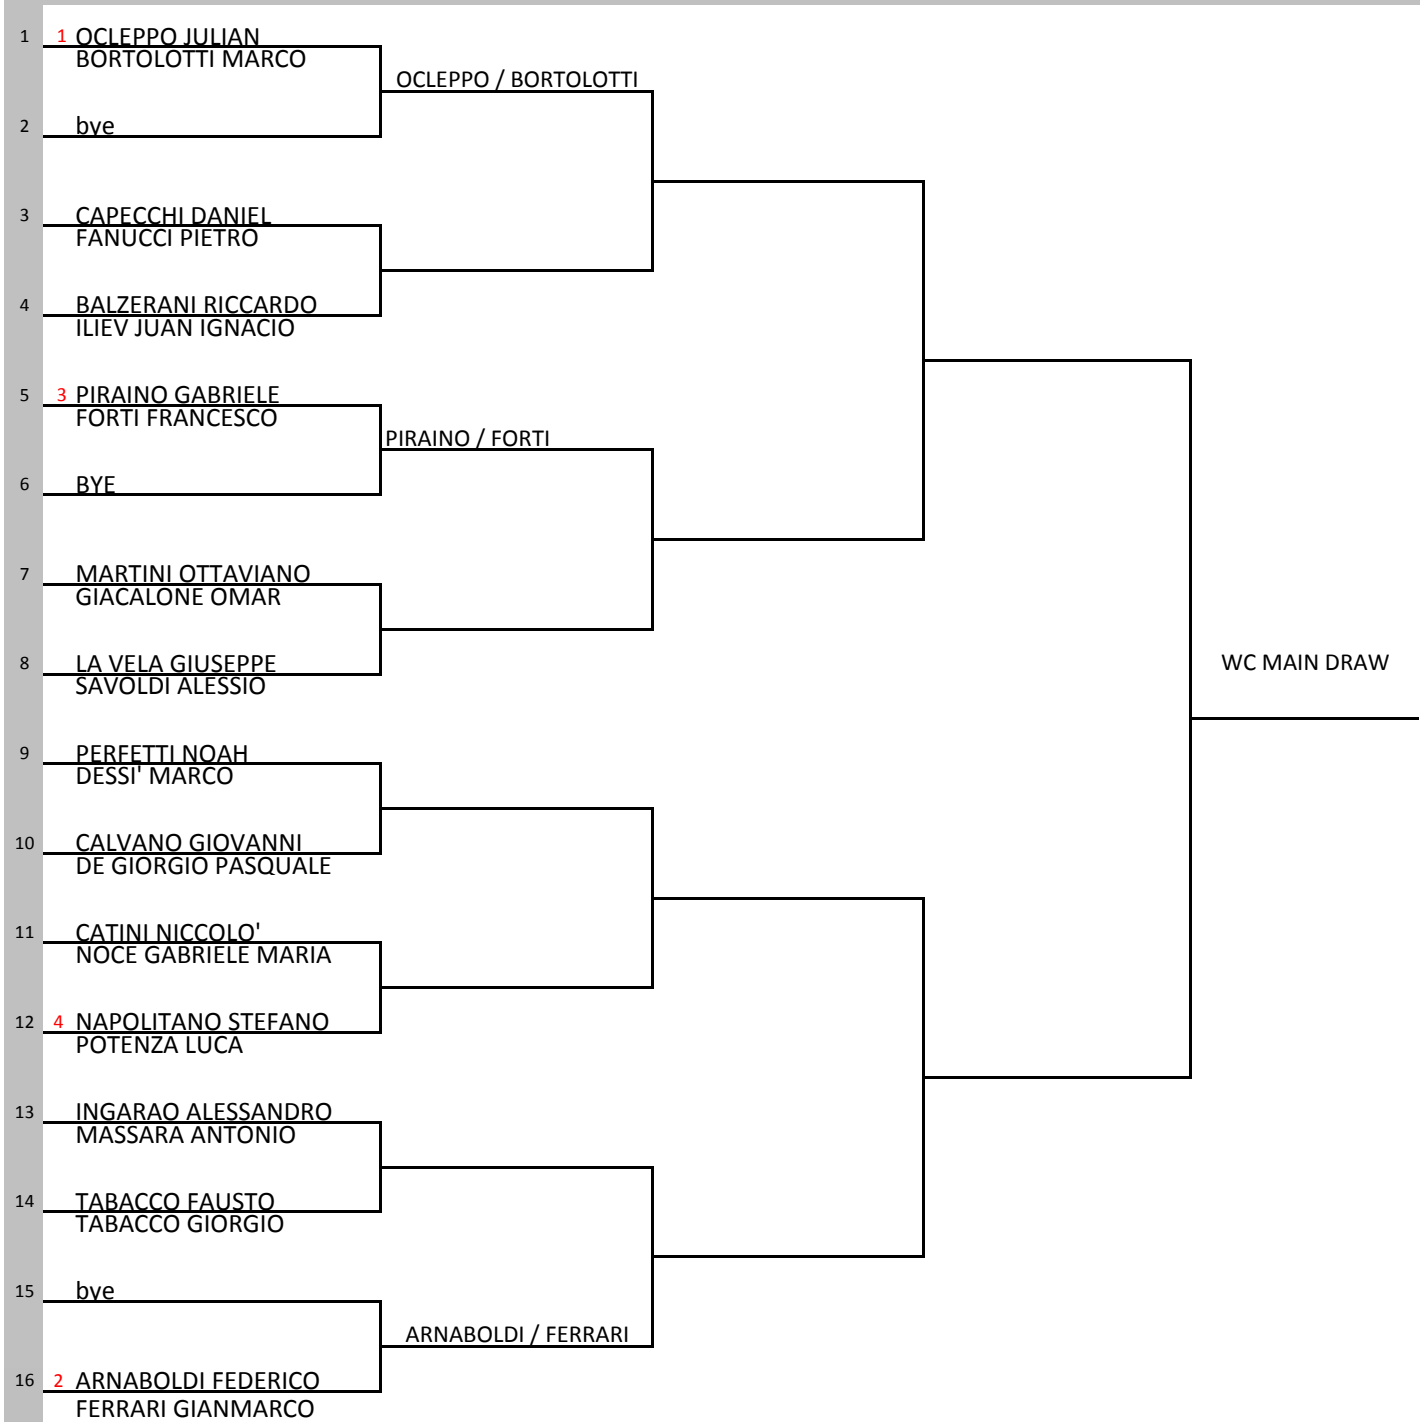 1 1 OCLEPPO JULIAN
BORTOLOTTI MARCO
OCLEPPO / BORTOLOTTI
2 bye
3 CAPECCHI DANIEL
FANUCCI PIETRO
4 BALZERANI RICCARDO
ILIEV JUAN IGNACIO
5 3 PIRAINO GABRIELE
FORTI FRANCESCO
PIRAINO / FORTI
6 BYE
7 MARTINI OTTAVIANO
GIACALONE OMAR
8 LA VELA GIUSEPPE
SAVOLDI ALESSIO
WC MAIN DRAW
9 PERFETTI NOAH
DESSI' MARCO
10 CALVANO GIOVANNI
DE GIORGIO PASQUALE
11 CATINI NICCOLO'
NOCE GABRIELE MARIA
12 4 NAPOLITANO STEFANO
POTENZA LUCA
13 INGARAO ALESSANDRO
MASSARA ANTONIO
14 TABACCO FAUSTO
TABACCO GIORGIO
15 bye
ARNABOLDI / FERRARI
16 2 ARNABOLDI FEDERICO
FERRARI GIANMARCO